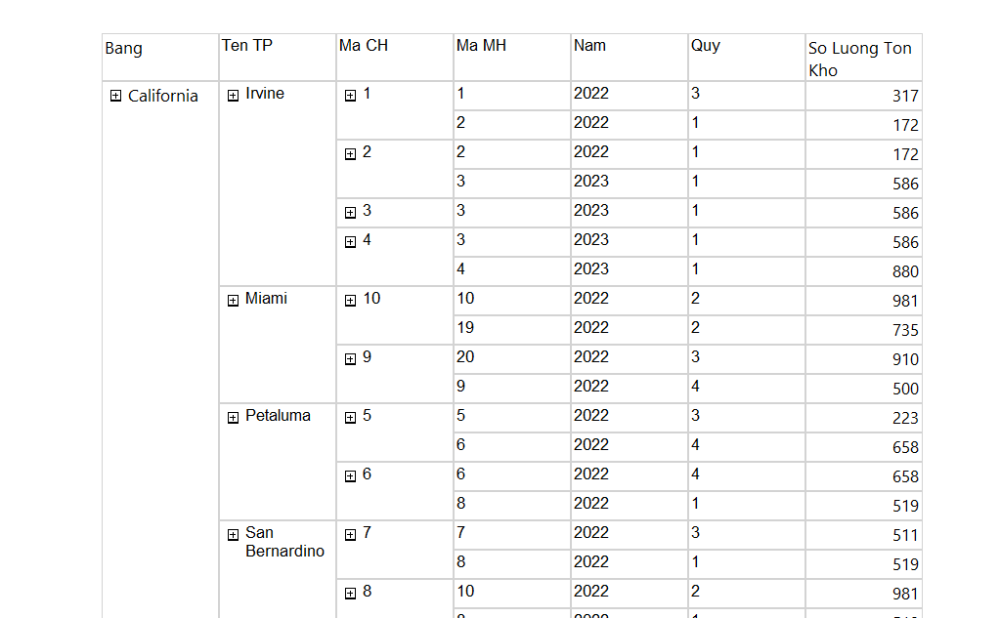 Bang Ten TP Ma CH Ma MH Nam Quy So Luong Ton
Kho
California Irvine 1 1 2022 3 317
2 2022 1 172
2 2 2022 1 172
3 2023 1 586
3 3 2023 1 586
4 3 2023 1 586
4 2023 1 880
Miami 10 10 2022 2 981
19 2022 2 735
9 20 2022 3 910
9 2022 4 500
Petaluma 5 5 2022 3 223
6 2022 4 658
6 6 2022 4 658
8 2022 1 519
San 7 7 2022 3 511
Bernardino
8 2022 1 519
8 10 2022 2 981